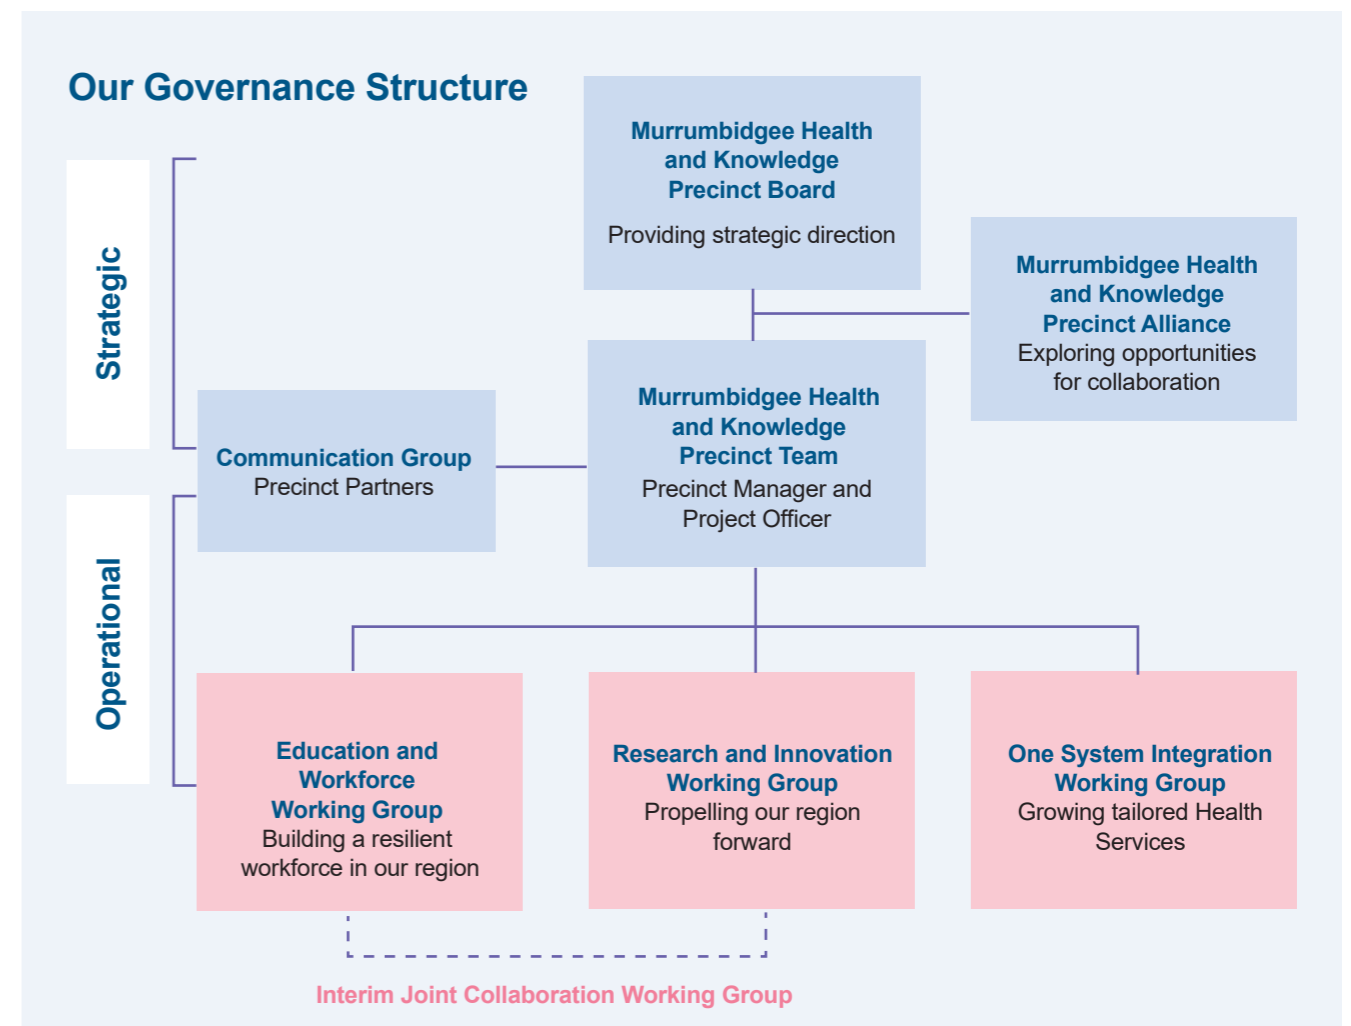 Our Governance Structure
Murrumbidgee Health
and Knowledge
Precinct Board
Providing strategic direction
Murrumbidgee Health
and Knowledge
Precinct Alliance
Exploring opportunities
for collaboration
Strategic
Murrumbidgee Health
and Knowledge
Precinct Team
Precinct Manager and
Project Officer
Communication Group
Precinct Partners
Operational
Education and
Workforce
Working Group
Building a resilient
workforce in our region
Research and Innovation
Working Group
Propelling our region
forward
One System Integration
Working Group
Growing tailored Health
Services
Interim Joint Collaboration Working Group